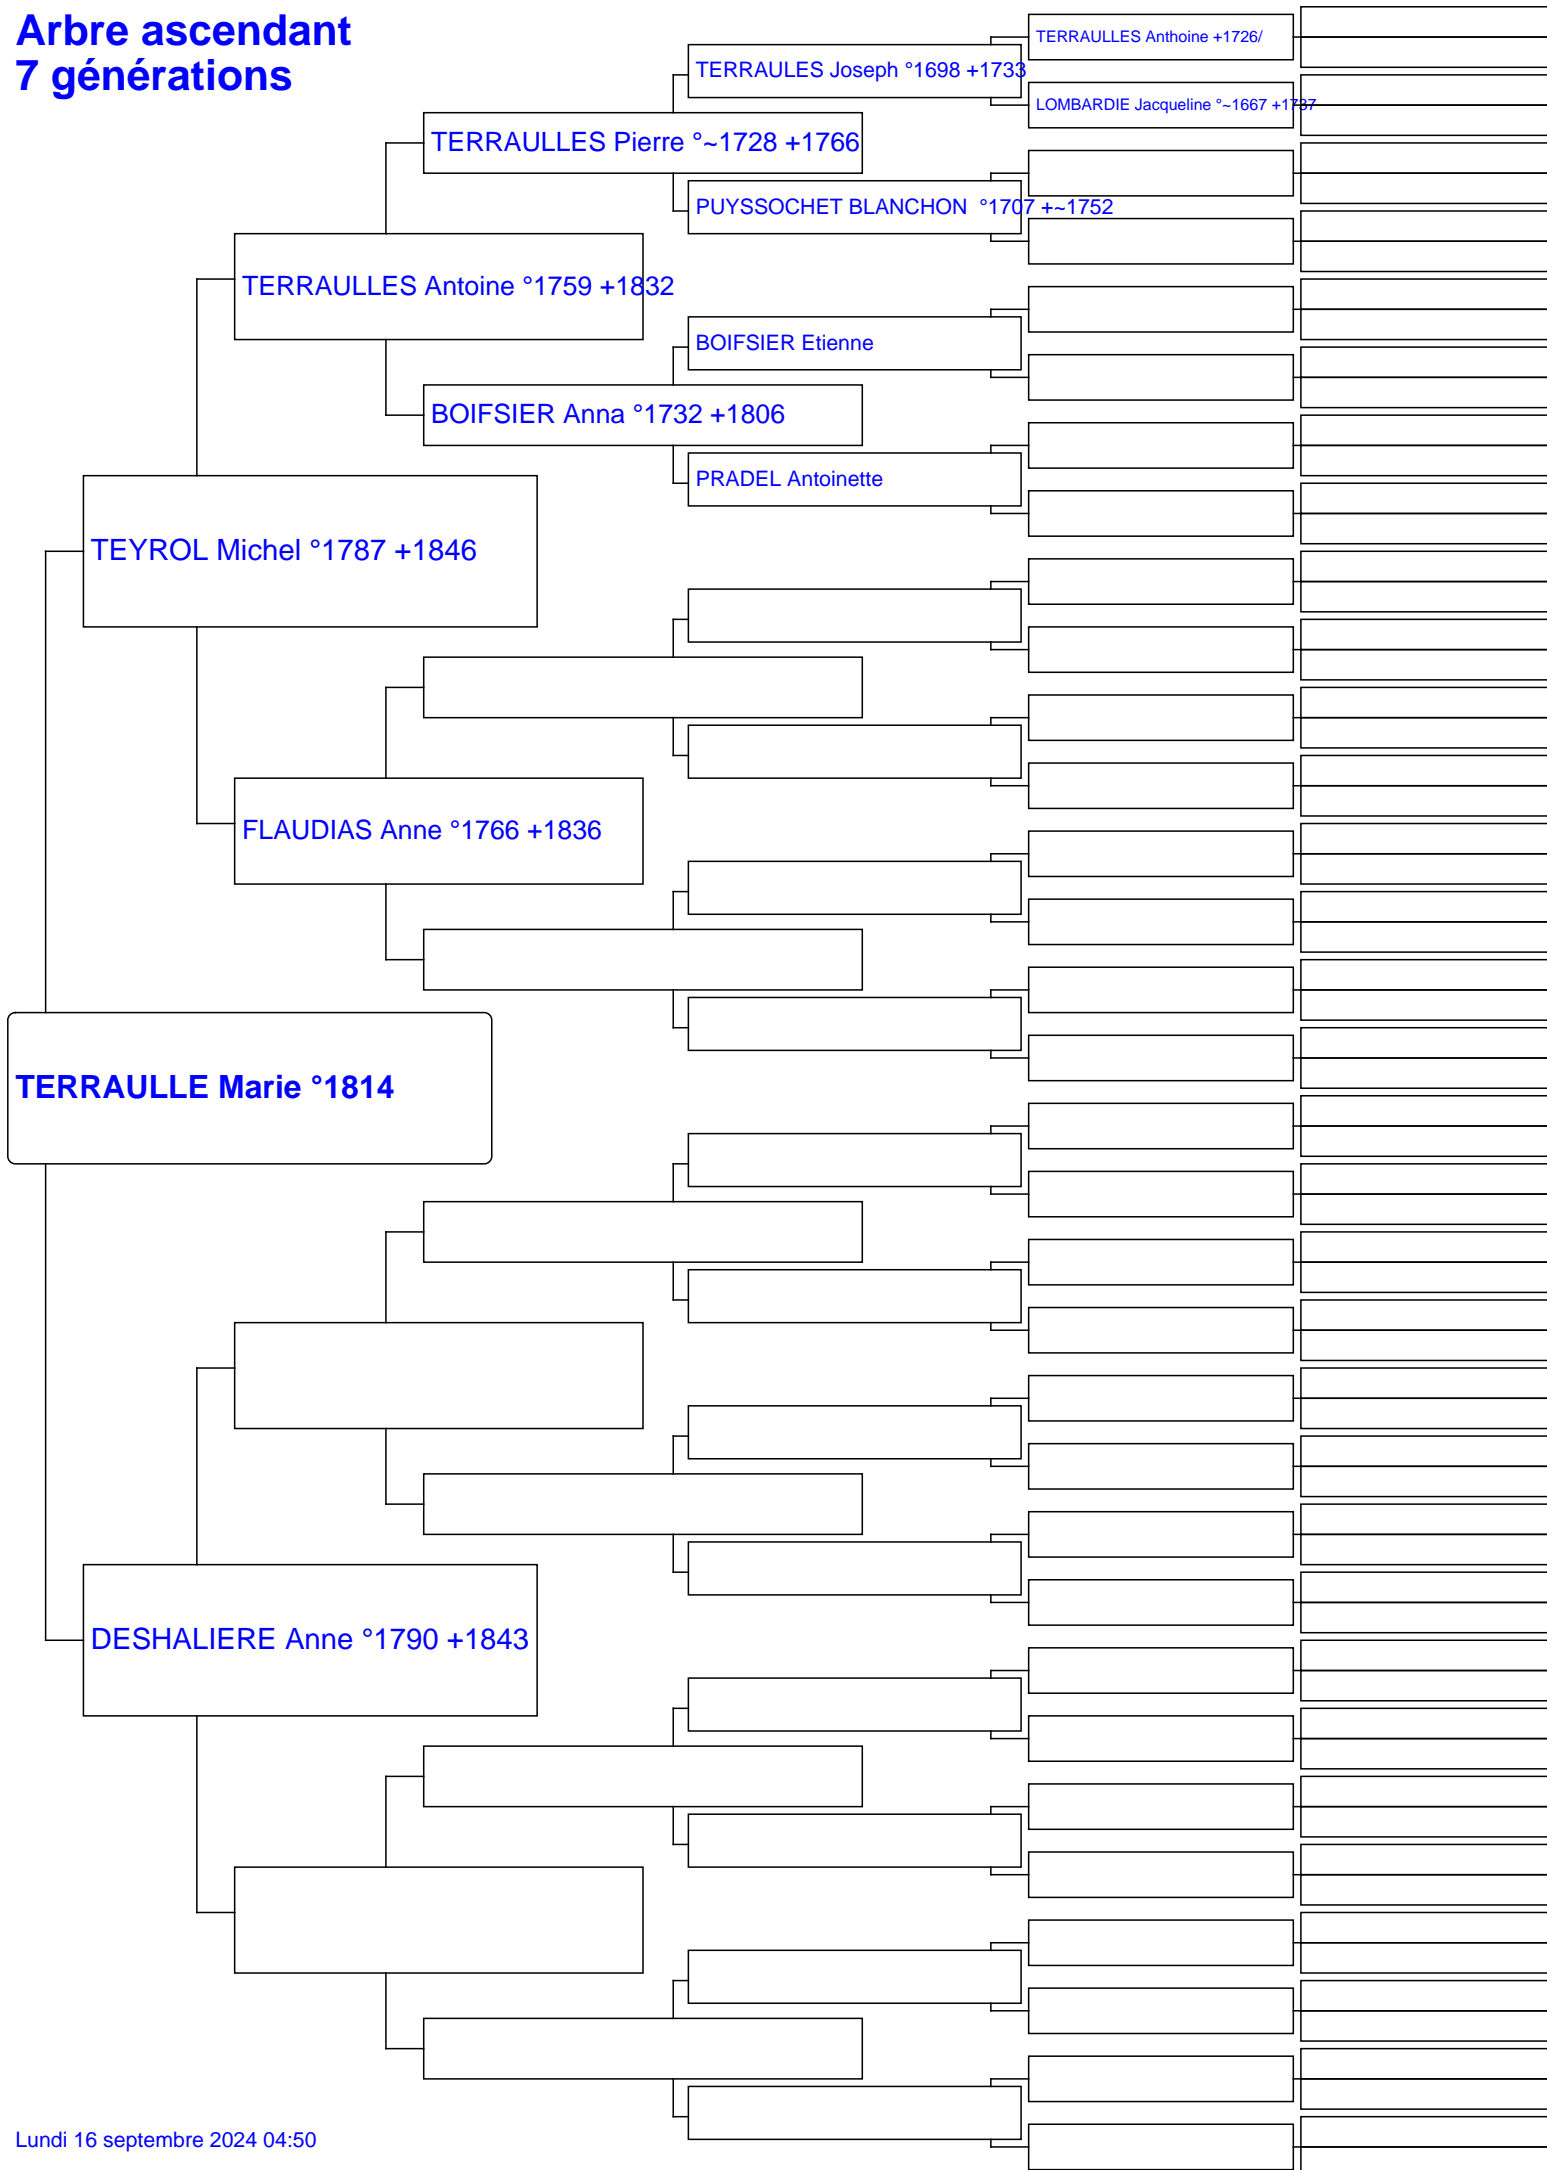 Arbre ascendant
7 générations
TERRAULLES Anthoine +1726/
TERRAULES Joseph °1698 +1733
LOMBARDIE Jacqueline °~1667 +1737
TERRAULLES Pierre °~1728 +1766
PUYSSOCHET BLANCHON  °1707 +~1752
TERRAULLES Antoine °1759 +1832
BOIFSIER Etienne
BOIFSIER Anna °1732 +1806
PRADEL Antoinette
TEYROL Michel °1787 +1846
FLAUDIAS Anne °1766 +1836
TERRAULLE Marie °1814
DESHALIERE Anne °1790 +1843
Lundi 16 septembre 2024 04:50